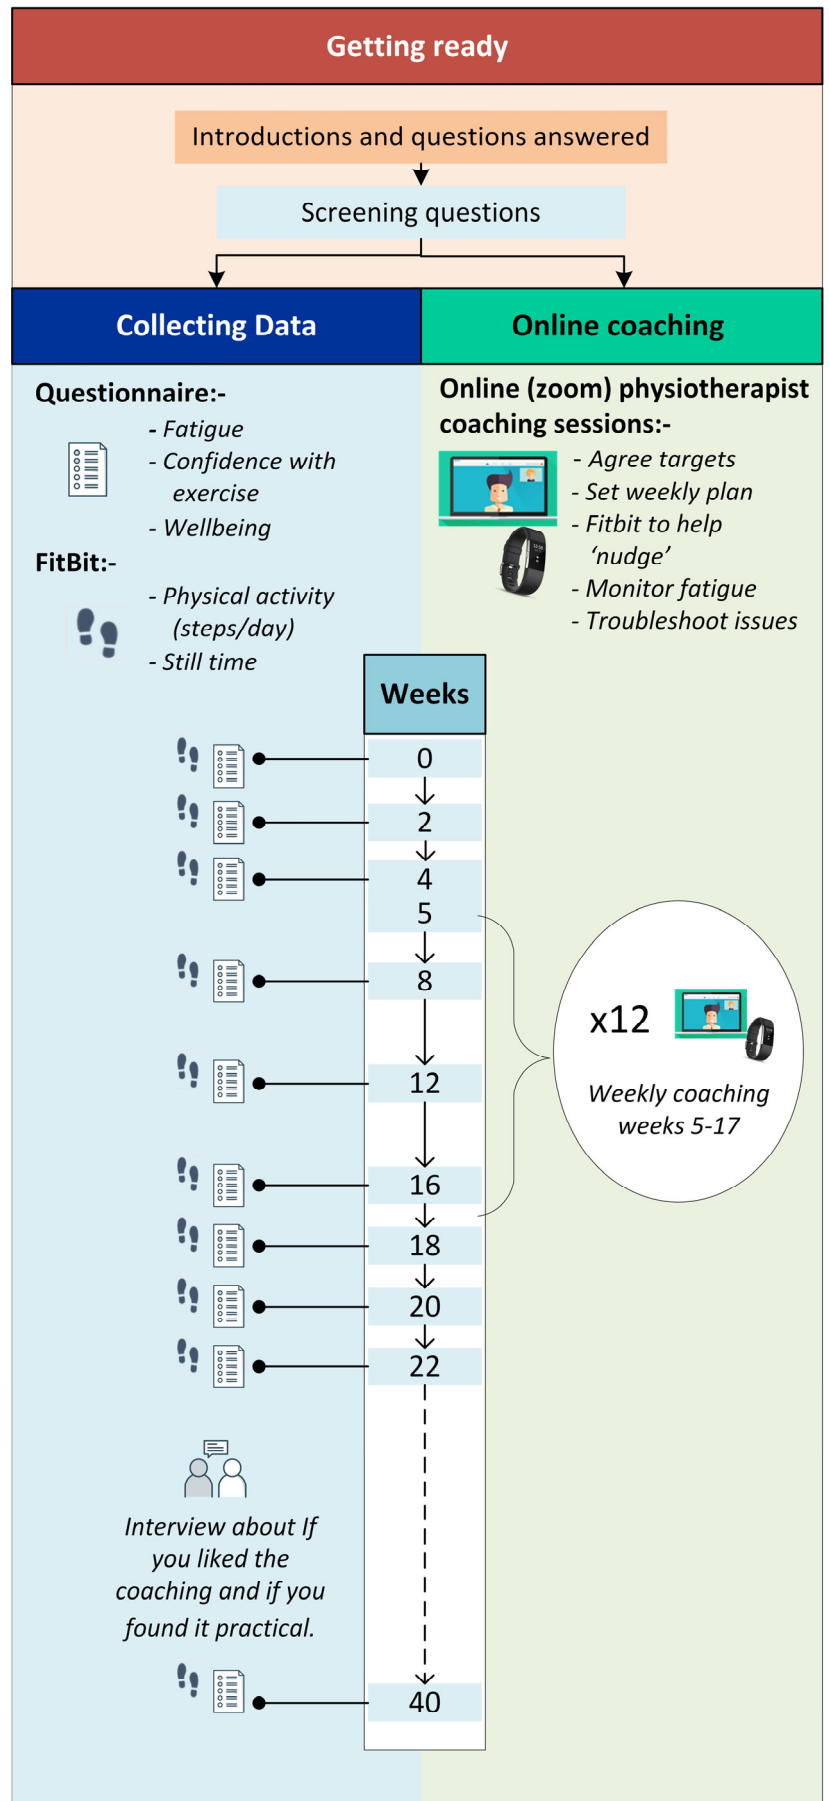 Getting ready
Introductions and questions answered
Screening questions
Collecting Data
Online coaching
Questionnaire:-
- Fatigue
- Confidence with
exercise
- Wellbeing
FitBit:-
- Physical activity
(steps/day)
- Still time
Online (zoom) physiotherapist
coaching sessions:-
- Agree targets
- Set weekly plan
- Fitbit to help
‘nudge’
- Monitor fatigue
- Troubleshoot issues
Weeks
0
2
4
5
8
12
16
18
20
22
40
x12
Weekly coaching
weeks 5-17
Interview about If
you liked the
coaching and if you
found it practical.